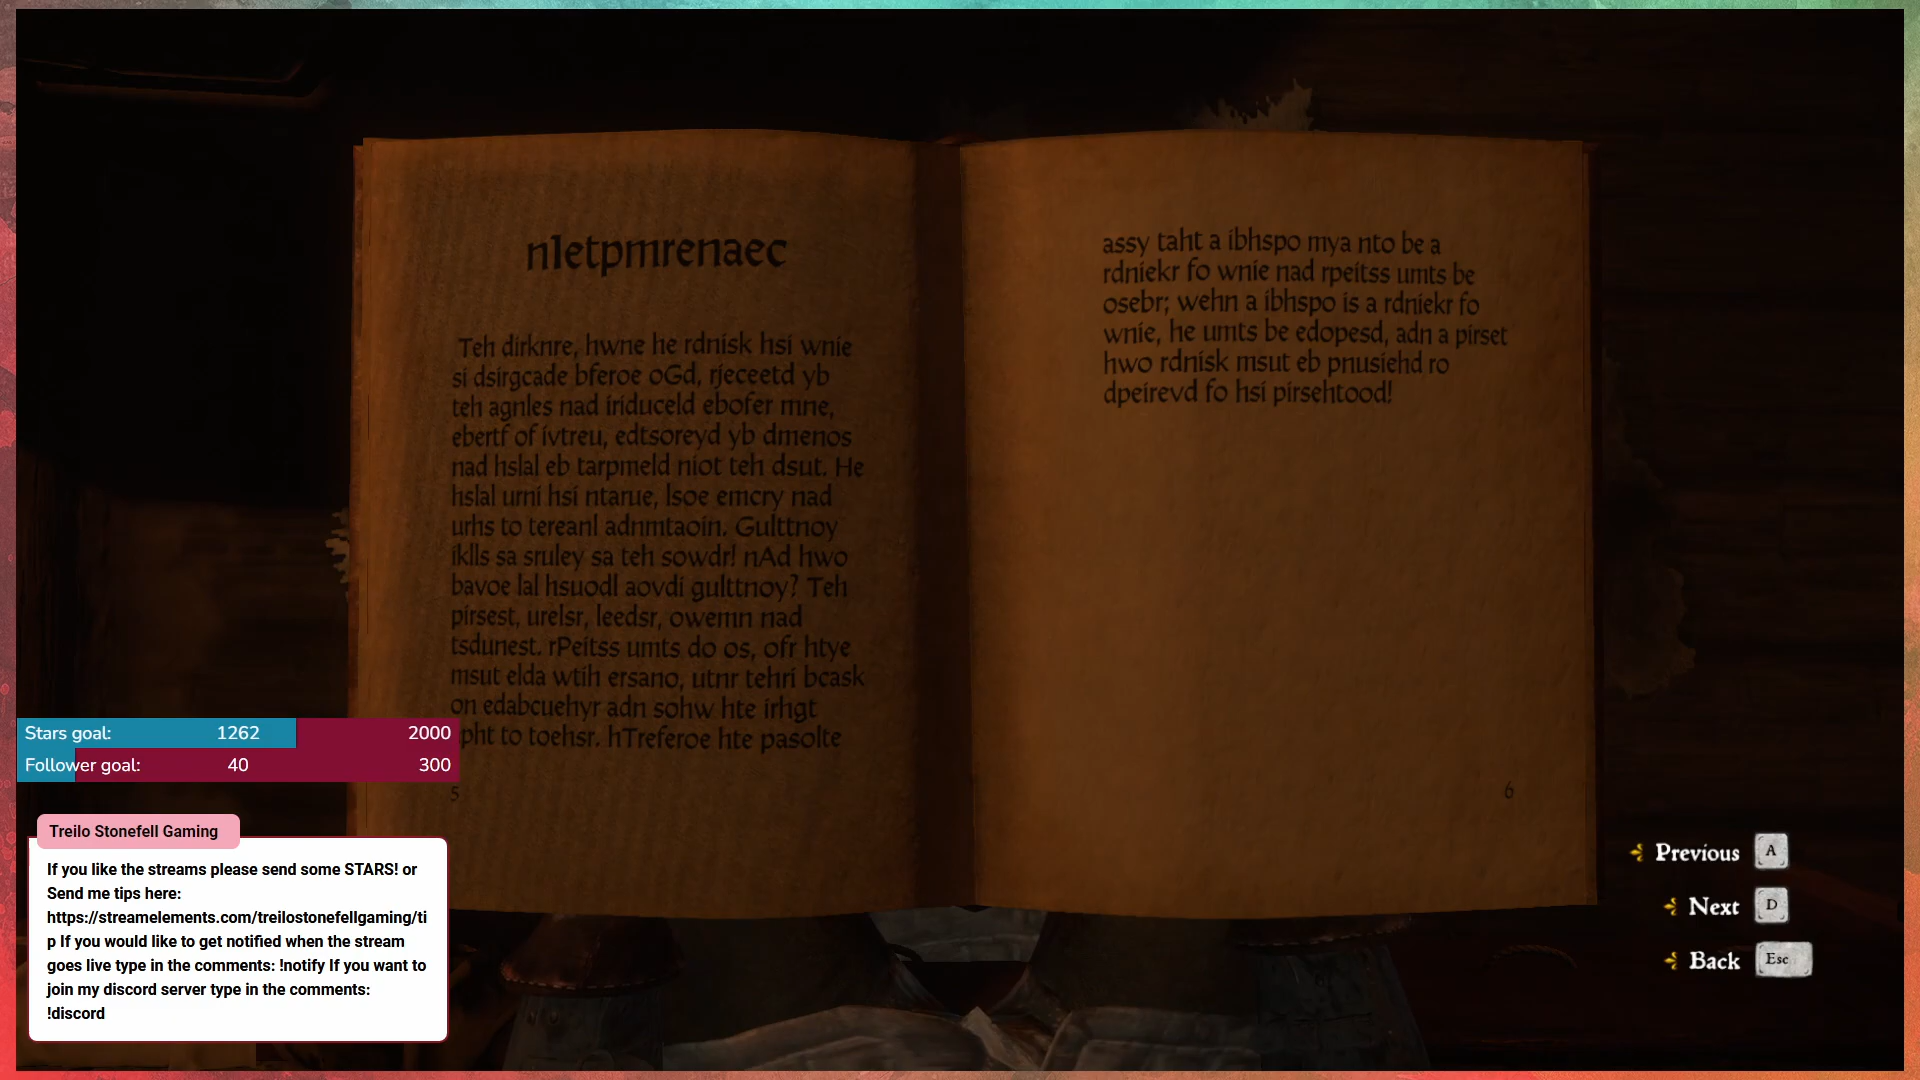 nIetpmrenaec
Teh dirknre, hwne he rdnisk hsi wnie
si dsirgcade bferoe oGd, rjeceetd yb
teh agnles nad iriduceld ebofer mne,
ebertf of ivtreu, edtsoreyd yb dmenos
nad hslal eb tarpmeld niot teh dsut. He
hslal urni hsi ntarue, lsoe emcry nad
urhs to tereanl adnmtaoin. Gulttnoy
iklls sa sruley sa teh sowdr! nAd hwo
bavoe lal hsuodl aovdi gulttnoy? Teh
pirsest, urelsr, leedsr, owemn nad
tsdunest. rPeitss umts do os, ofr htye
msut elda wtih ersano, utnr tehri bcask
on edabcuehyr adn sohw hte irhgt
pht to toehsr. hTreferoe hte pasolte
5
assy taht a ibhspo mya nto be a
rdniekr fo wnie nad rpeitss umts be
osebr; wehn a ibhspo is a rdniekr fo
wnie, he umts be edopesd, adn a pirset
hwo rdnisk msut eb pnusiehd ro
dpeirevd fo hsi pirsehtood!
6
Stars goal: 1262 2000
Follower goal: 40 300
Treilo Stonefell Gaming
If you like the streams please send some STARS! or
Send me tips here:
https://streamelements.com/treilostonefellgaming/ti
p If you would like to get notified when the stream
goes live type in the comments: !notify If you want to
join my discord server type in the comments:
!discord
Previous A
Next D
Back Esc